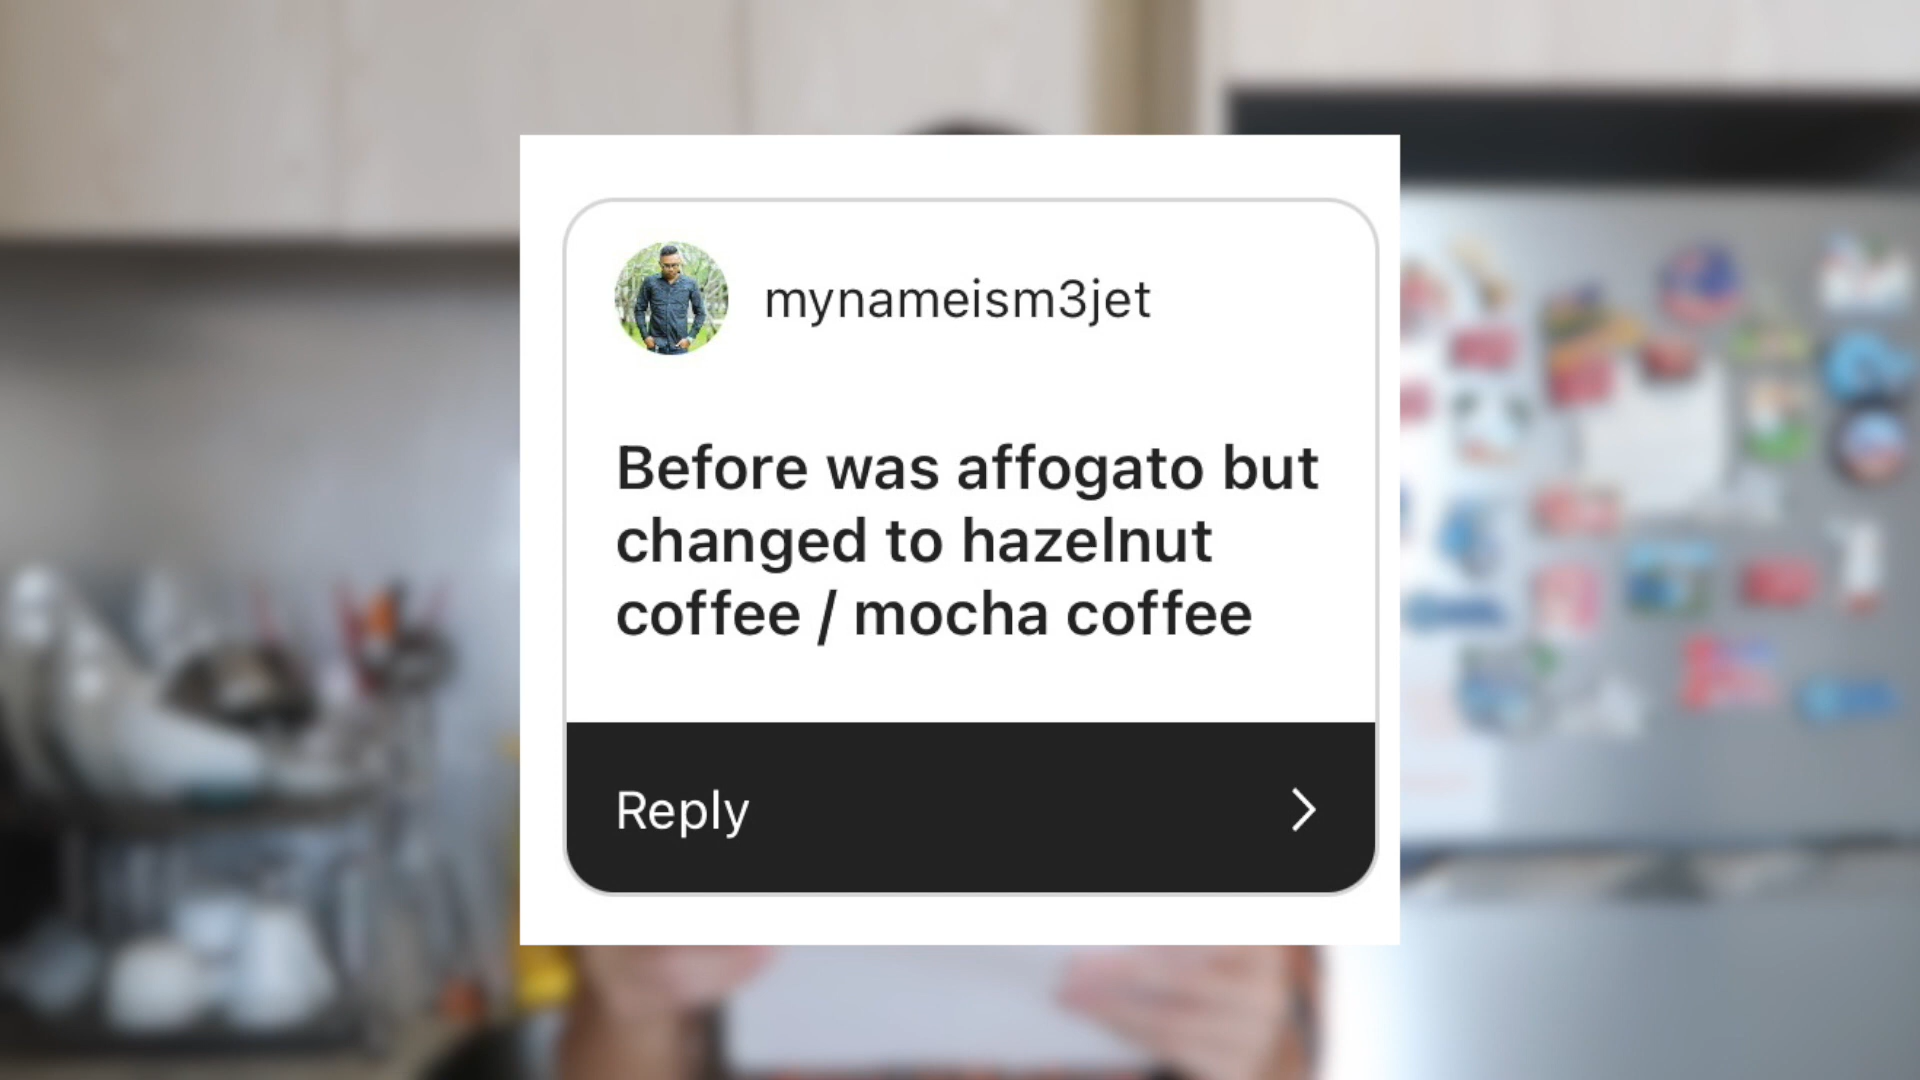 mynameism3jet
Before was affogato but
changed to hazelnut
coffee / mocha coffee
Reply